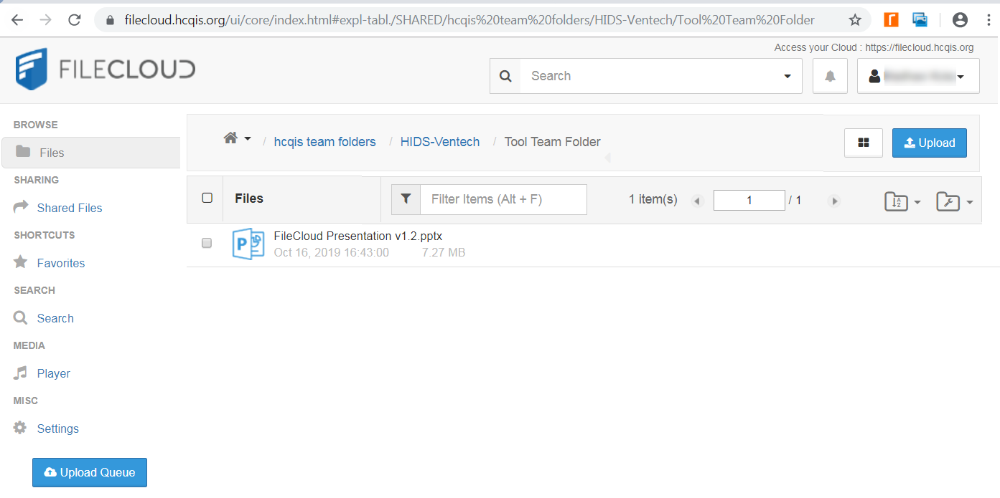 filecloud.hcqis.org/ui/core/index.html#expl-tabl./SHARED/hcqis%20team%20folders/HIDS-Ventech/Tool%20Team%20Folder
Access your Cloud : https://filecloud.hcqis.org
FILECLOUD
Search
BROWSE
Files
SHARING
Shared Files
SHORTCUTS
Favorites
SEARCH
Search
MEDIA
Player
MISC
Settings
Upload Queue
/ hcqis team folders / HIDS-Ventech / Tool Team Folder
Upload
Files
Filter Items (Alt + F)
1 item(s) 1 / 1
FileCloud Presentation v1.2.pptx
Oct 16, 2019 16:43:00 7.27 MB